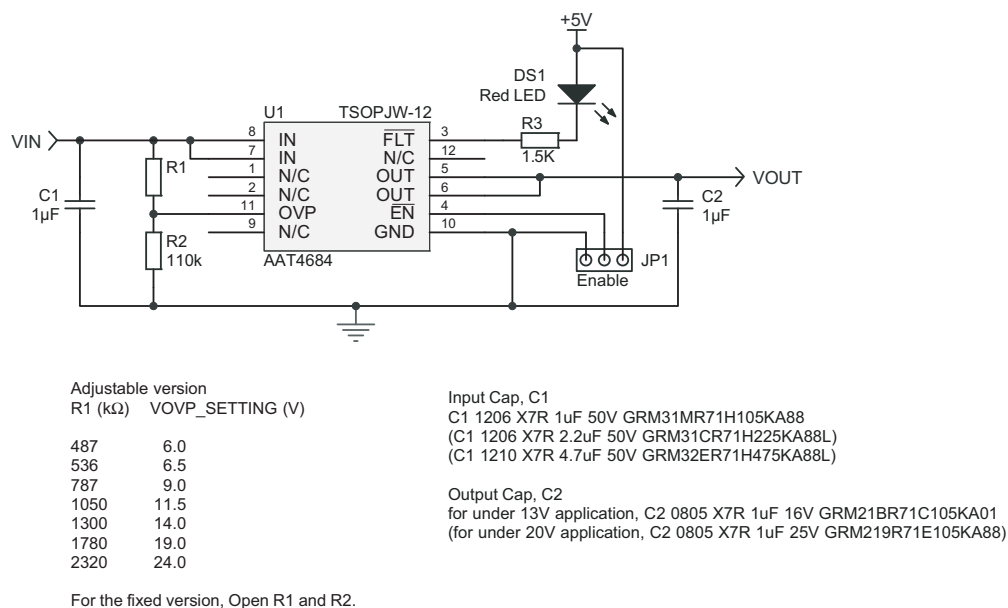 +5V
DS1
Red LED
U1 TSOPJW-12
R3
1.5K
VIN
8 IN FLT 3
7 IN N/C 12
1 N/C OUT 5
2 N/C OUT 6
11 OVP EN 4
9 N/C GND 10
AAT4684
R1
C1
1µF
R2
110k
VOUT
C2
1µF
JP1
Enable
Adjustable version
R1 (kΩ) VOVP_SETTING (V)
487 6.0
536 6.5
787 9.0
1050 11.5
1300 14.0
1780 19.0
2320 24.0
For the fixed version, Open R1 and R2.
Input Cap, C1
C1 1206 X7R 1uF 50V GRM31MR71H105KA88
(C1 1206 X7R 2.2uF 50V GRM31CR71H225KA88L)
(C1 1210 X7R 4.7uF 50V GRM32ER71H475KA88L)
Output Cap, C2
for under 13V application, C2 0805 X7R 1uF 16V GRM21BR71C105KA01
(for under 20V application, C2 0805 X7R 1uF 25V GRM219R71E105KA88)